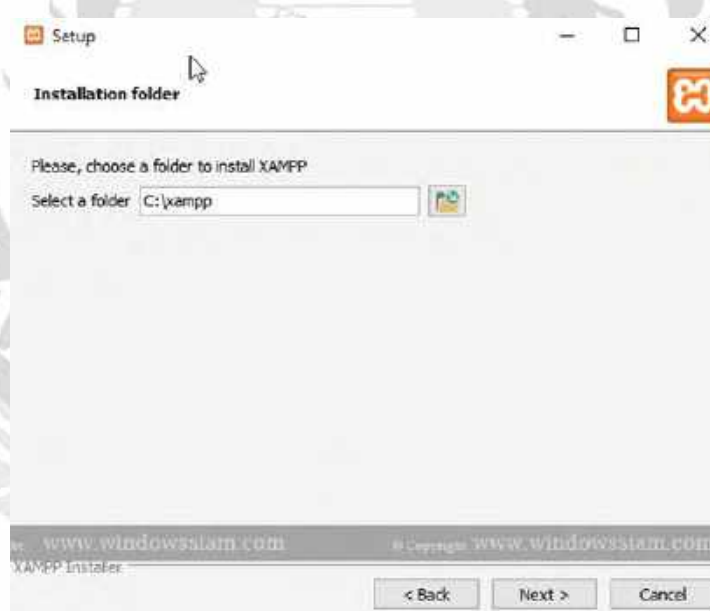 Setup
Installation folder
Please, choose a folder to install XAMPP
Select a folder C:\xampp
www.windowssiam.com © Copyright www.windowssiam.com
XAMPP Installer
< Back Next > Cancel